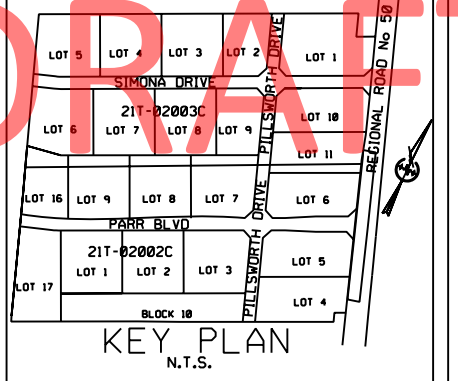 DRAFT
LOT 5 LOT 4 LOT 3 LOT 2 LOT 1
PILLSWORTH DRIVE
REGIONAL ROAD No 50
SIMONA DRIVE
21T-02003C
LOT 6 LOT 7 LOT 8 LOT 9 LOT 10
LOT 11
LOT 16 LOT 9 LOT 8 LOT 7 LOT 6
PARR BLVD
PILLSWORTH DRIVE
21T-02002C
LOT 17 LOT 1 LOT 2 LOT 3 LOT 5
LOT 4
BLOCK 10
KEY PLAN
N.T.S.